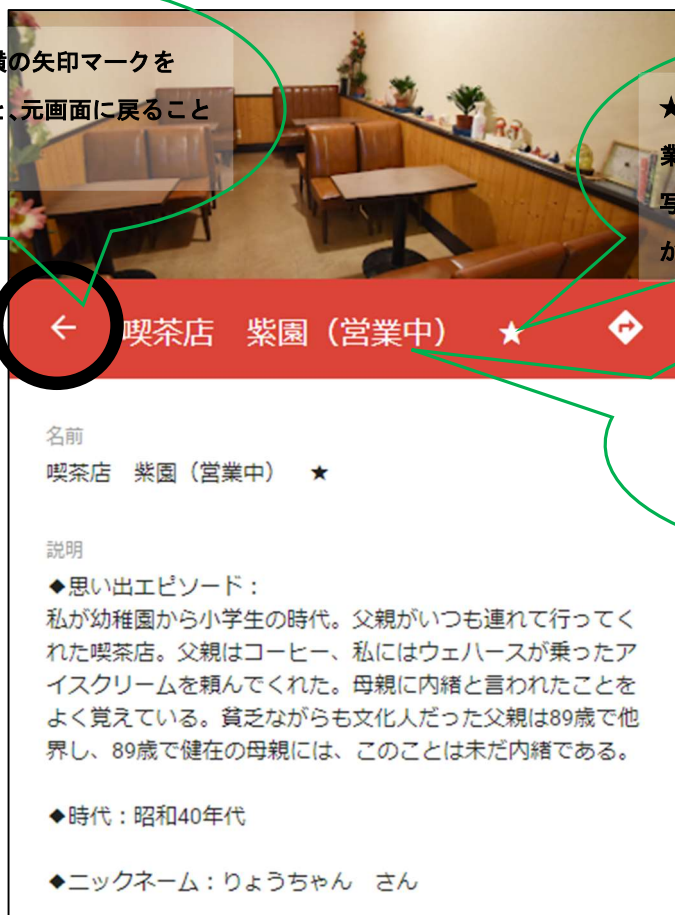 の矢印マークを
、元画面に戻ること
★
喫茶店　紫園（営業中）　★
名前
喫茶店　紫園（営業中）　★
説明
◆思い出エピソード：
私が幼稚園から小学生の時代。父親がいつも連れて行ってく
れた喫茶店。父親はコーヒー、私にはウェハースが乗ったア
イスクリームを頼んでくれた。母親に内緒と言われたことを
よく覚えている。貧乏ながらも文化人だった父親は89歳で他
界し、89歳で健在の母親には、このことは未だ内緒である。
◆時代：昭和40年代
◆ニックネーム：りょうちゃん　さん